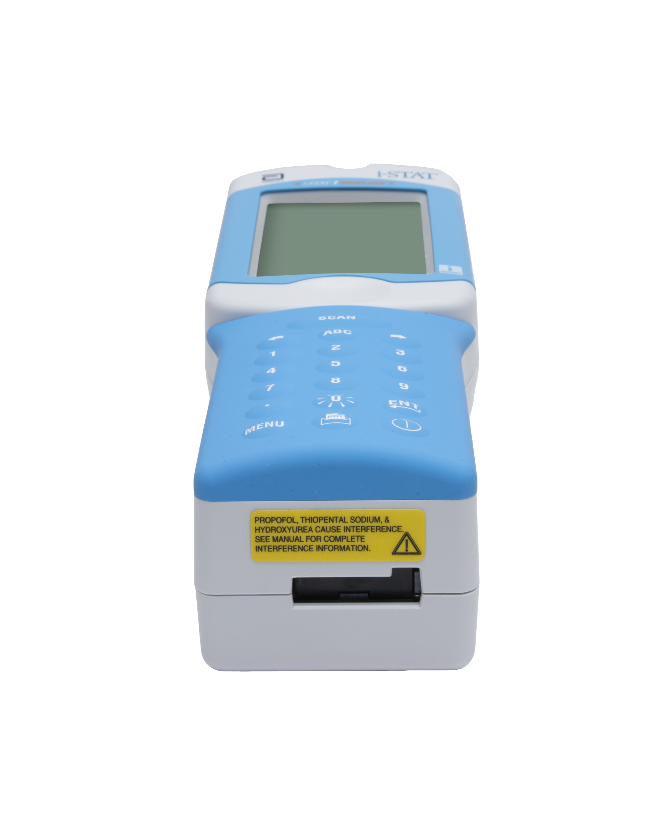 i-STAT
SCAN
ABC
1 2 3
4 5 6
7 8 9
. 0 ENT
MENU
PROPOFOL, THIOPENTAL SODIUM, &
HYDROXYUREA CAUSE INTERFERENCE.
SEE MANUAL FOR COMPLETE
INTERFERENCE INFORMATION.